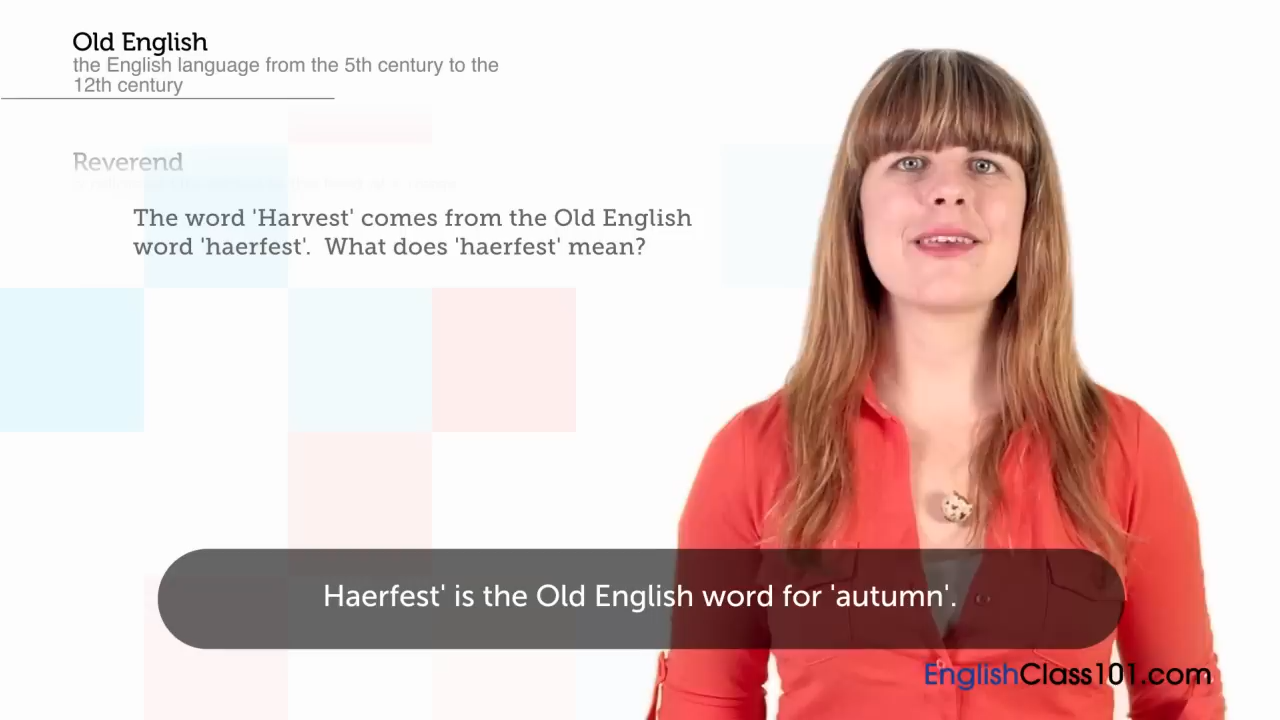 Old English
the English language from the 5th century to the
12th century
Reverend
The word 'Harvest' comes from the Old English
word 'haerfest'.  What does 'haerfest' mean?
Haerfest' is the Old English word for 'autumn'.
EnglishClass101.com